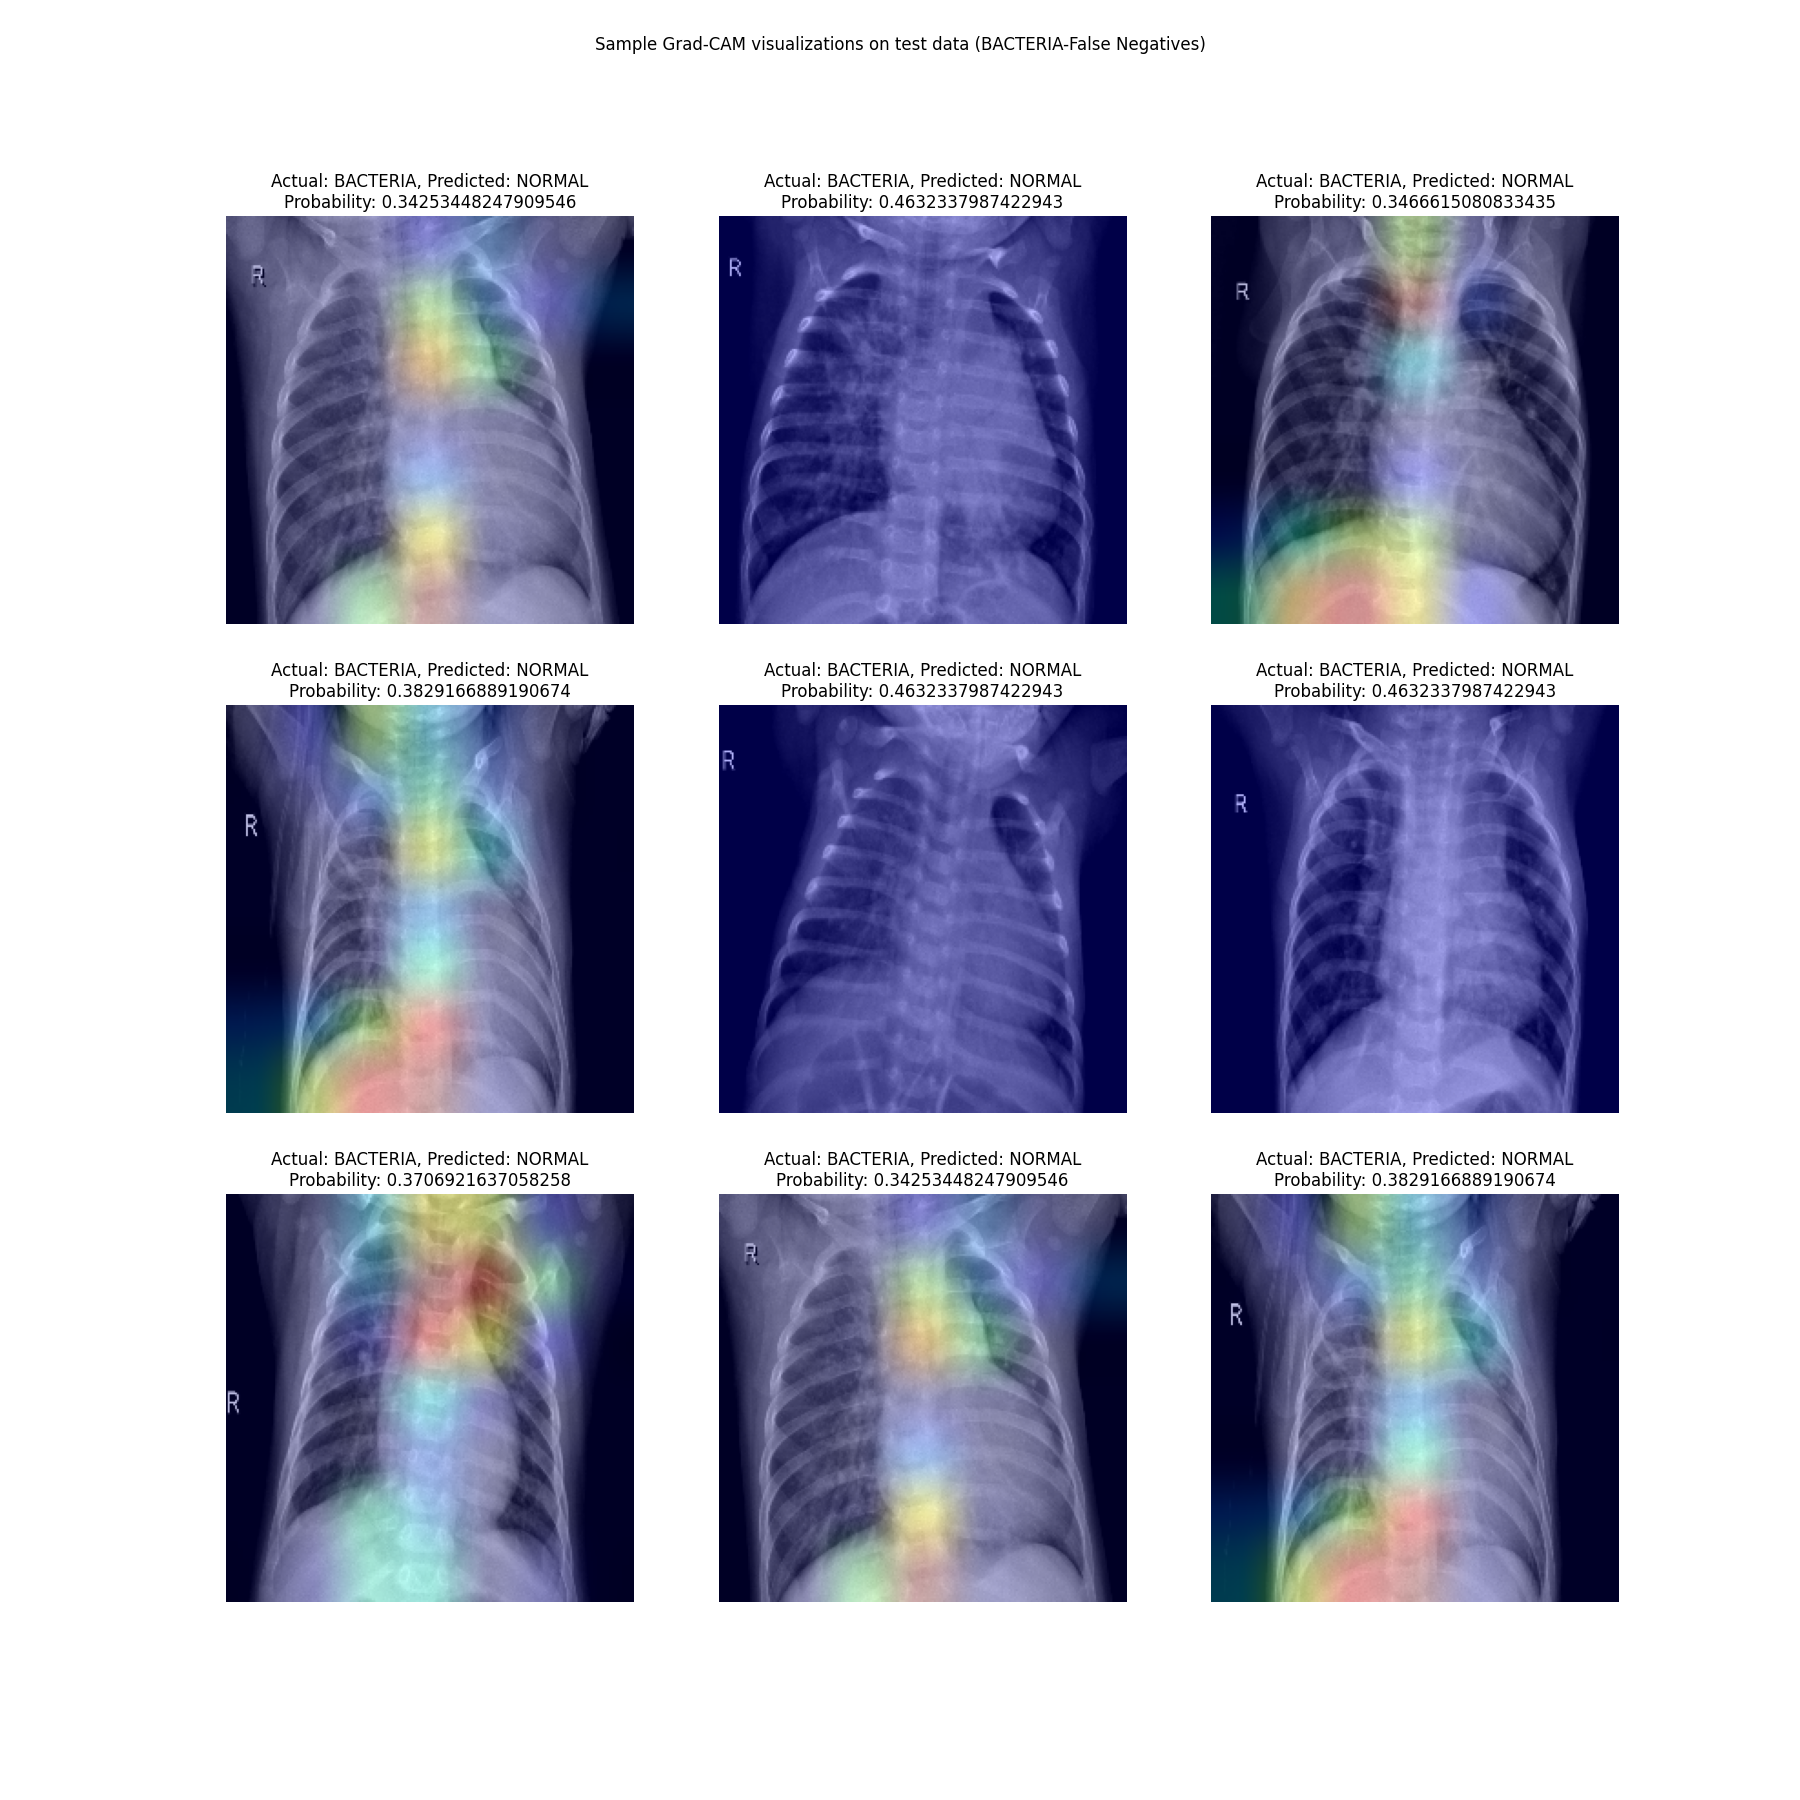 Sample Grad-CAM visualizations on test data (BACTERIA-False Negatives)
Actual: BACTERIA, Predicted: NORMAL
Probability: 0.34253448247909546
R
Actual: BACTERIA, Predicted: NORMAL
Probability: 0.4632337987422943
R
Actual: BACTERIA, Predicted: NORMAL
Probability: 0.3466615080833435
R
Actual: BACTERIA, Predicted: NORMAL
Probability: 0.3829166889190674
R
Actual: BACTERIA, Predicted: NORMAL
Probability: 0.4632337987422943
R
Actual: BACTERIA, Predicted: NORMAL
Probability: 0.4632337987422943
R
Actual: BACTERIA, Predicted: NORMAL
Probability: 0.3706921637058258
R
Actual: BACTERIA, Predicted: NORMAL
Probability: 0.34253448247909546
R
Actual: BACTERIA, Predicted: NORMAL
Probability: 0.3829166889190674
R